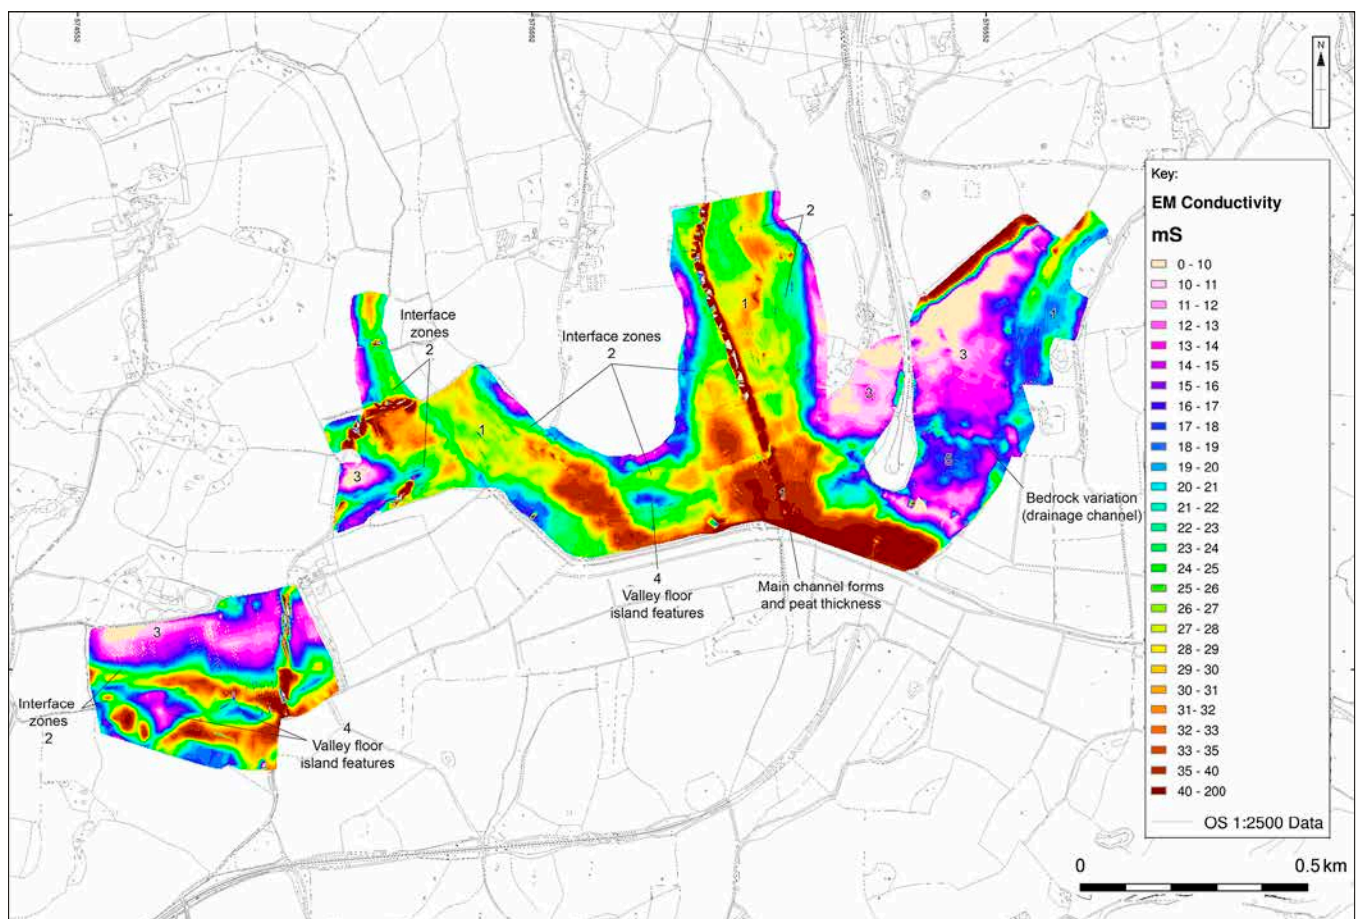 574552
575052
575552
N
Key:
EM Conductivity
mS
0 - 10
10 - 11
11 - 12
12 - 13
13 - 14
14 - 15
15 - 16
16 - 17
17 - 18
18 - 19
19 - 20
20 - 21
21 - 22
22 - 23
23 - 24
24 - 25
25 - 26
26 - 27
27 - 28
28 - 29
29 - 30
30 - 31
31- 32
32 - 33
33 - 35
35 - 40
40 - 200
OS 1:2500 Data
0
0.5 km
2
Interface
zones
2
Interface zones
2
1
1
3
3
1
1
3
1
Bedrock variation
(drainage channel)
4
Valley floor
island features
Main channel forms
and peat thickness
3
Interface
zones
2
4
Valley floor
island features